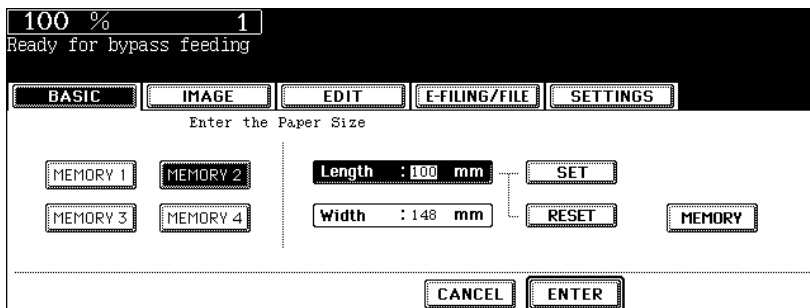 100 % 1
Ready for bypass feeding
BASIC IMAGE EDIT E-FILING/FILE SETTINGS
Enter the Paper Size
MEMORY 1 MEMORY 2 Length :100 mm SET
MEMORY 3 MEMORY 4 Width :148 mm RESET MEMORY
CANCEL ENTER